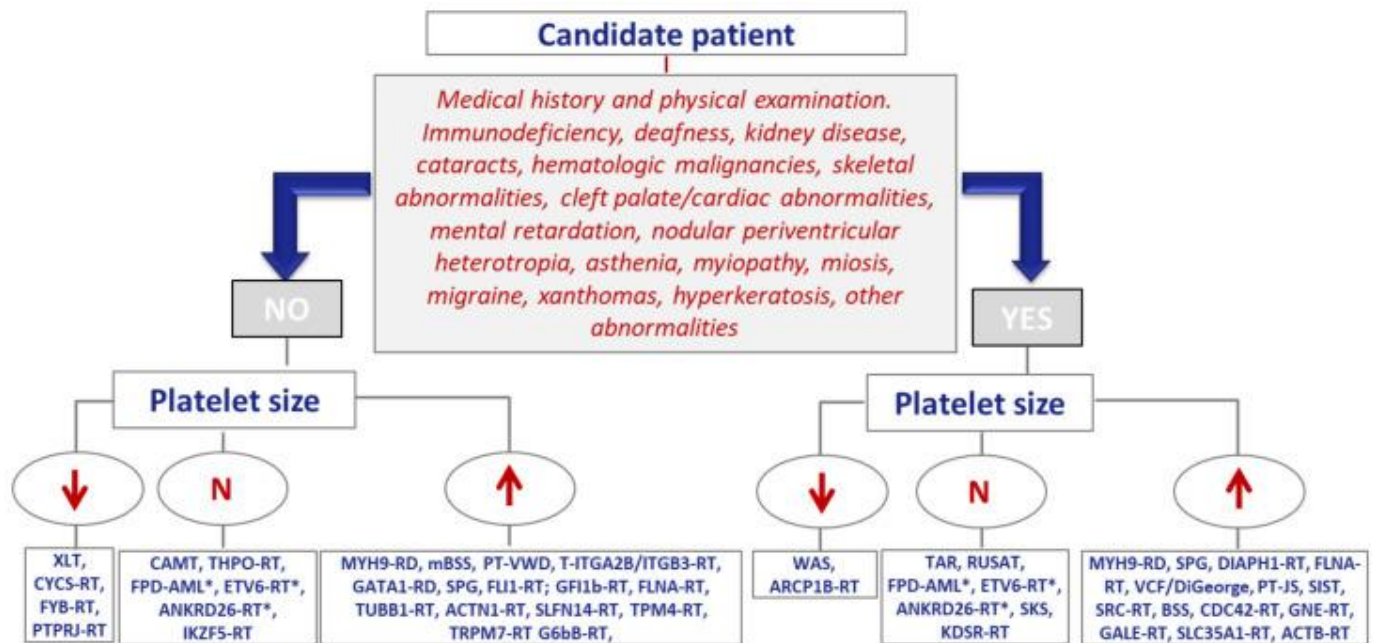 Candidate patient
Medical history and physical examination.
Immunodeficiency, deafness, kidney disease,
cataracts, hematologic malignancies, skeletal
abnormalities, cleft palate/cardiac abnormalities,
mental retardation, nodular periventricular
heterotropia, asthenia, myiopathy, miosis,
migraine, xanthomas, hyperkeratosis, other
abnormalities
NO
YES
Platelet size
N
XLT,
CYCS-RT,
FYB-RT,
PTPRJ-RT
CAMT, THPO-RT,
FPD-AML*, ETV6-RT*,
ANKRD26-RT*,
IKZF5-RT
MYH9-RD, mBSS, PT-VWD, T-ITGA2B/ITGB3-RT,
GATA1-RD, SPG, FLI1-RT; GFI1b-RT, FLNA-RT,
TUBB1-RT, ACTN1-RT, SLFN14-RT, TPM4-RT,
TRPM7-RT G6bB-RT,
Platelet size
N
WAS,
ARCP1B-RT
TAR, RUSAT,
FPD-AML*, ETV6-RT*,
ANKRD26-RT*, SKS,
KDSR-RT
MYH9-RD, SPG, DIAPH1-RT, FLNA-
RT, VCF/DiGeorge, PT-JS, SIST,
SRC-RT, BSS, CDC42-RT, GNE-RT,
GALE-RT, SLC35A1-RT, ACTB-RT